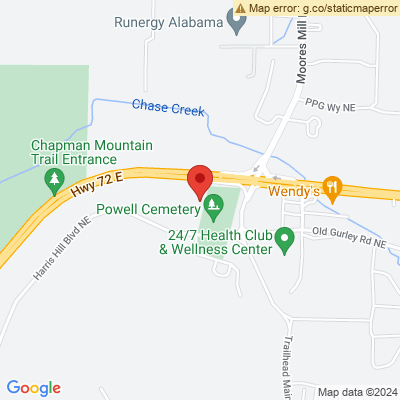 Map error: g.co/staticmaperror
Runergy Alabama
Moores Mill
PPG Wy NE
Chase Creek
Chapman Mountain
Trail Entrance
Hwy 72 E
Wendy's
Powell Cemetery
Harris Hill Blvd NE
24/7 Health Club
& Wellness Center
Old Gurley Rd NE
Trailhead Main
Google
Map data ©2024